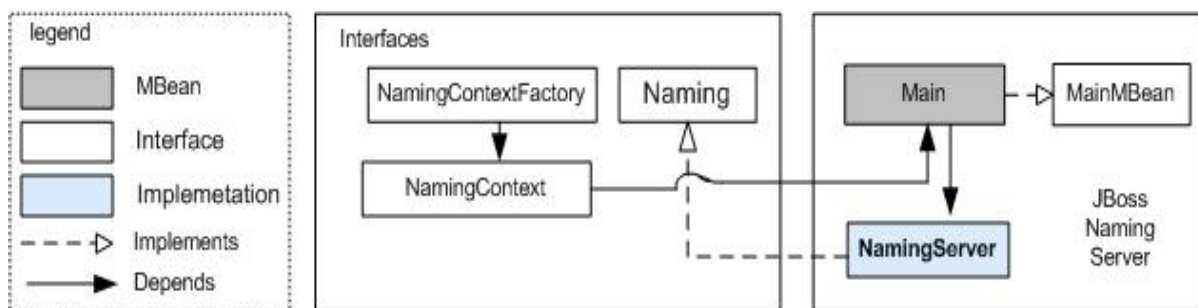 legend
MBean
Interface
Implemetation
Implements
Depends
Interfaces
NamingContextFactory
Naming
NamingContext
Main
MainMBean
NamingServer
JBoss
Naming
Server